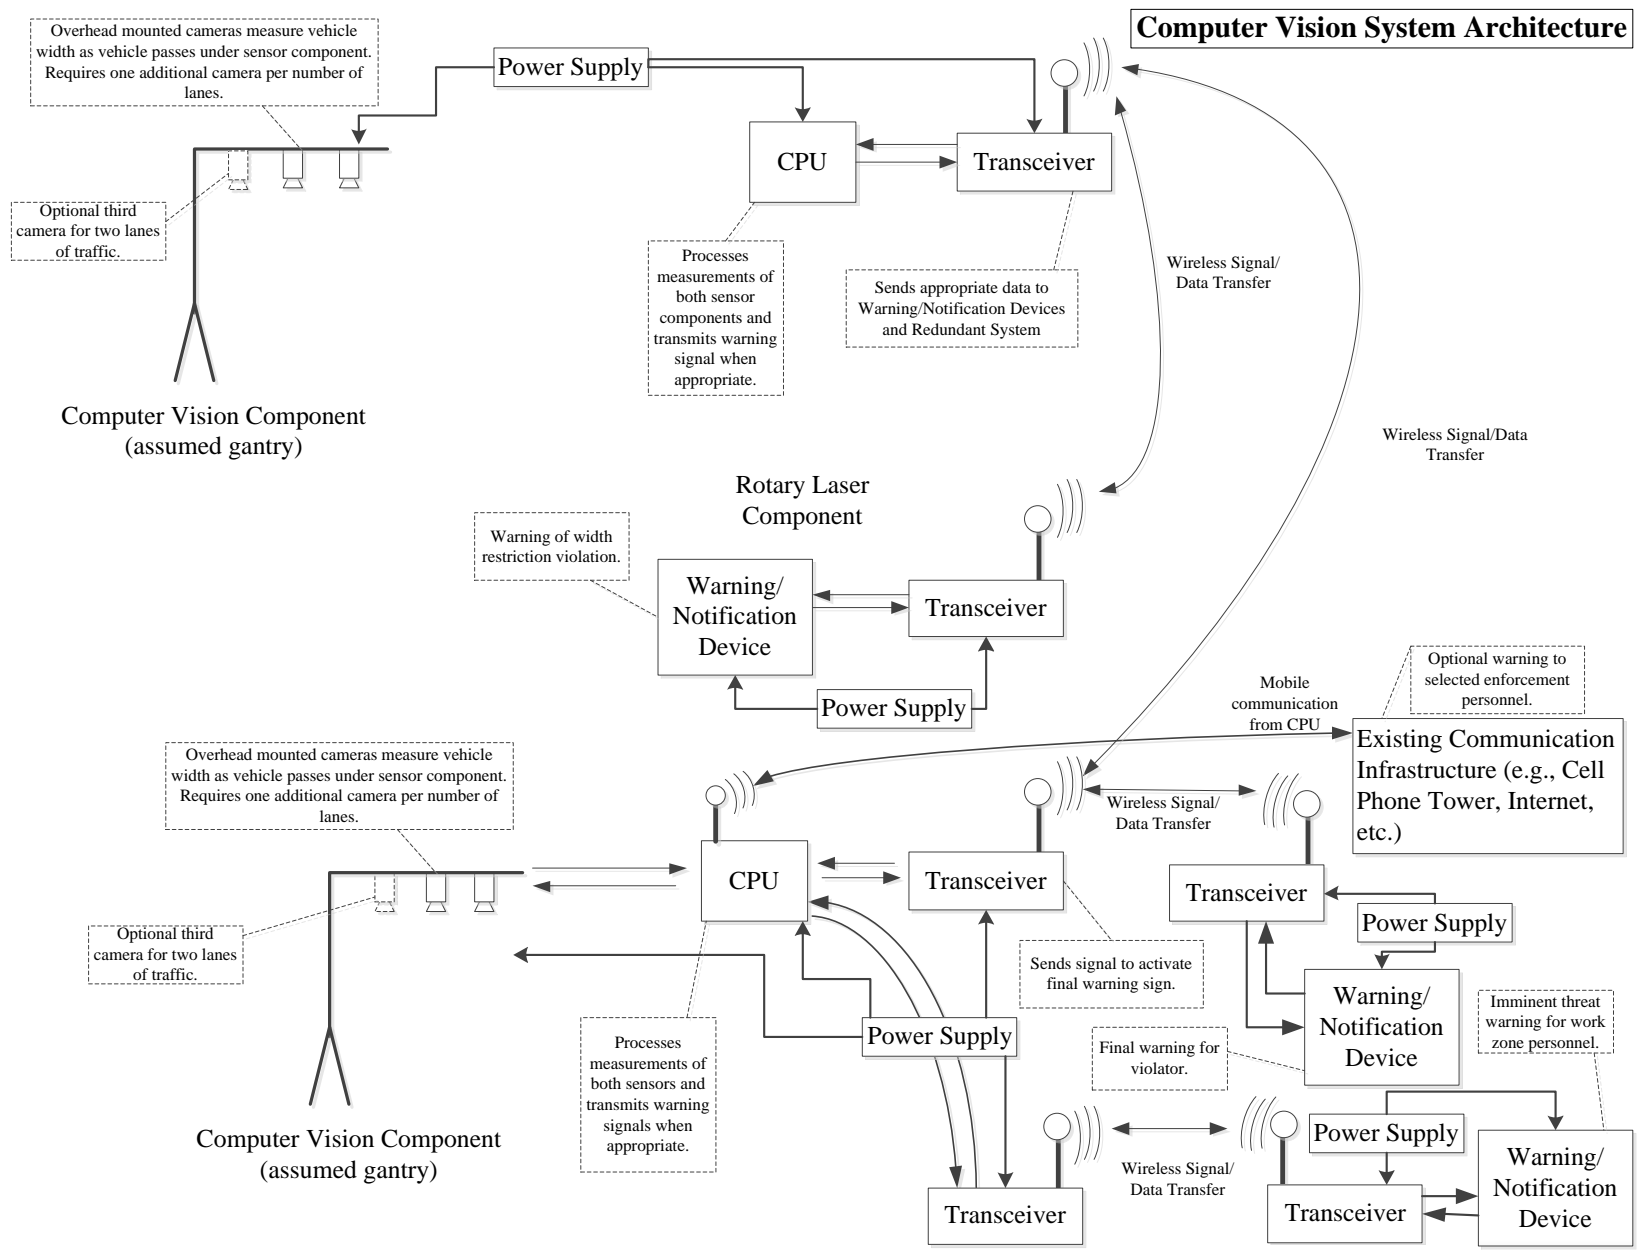 Computer Vision System Architecture
Overhead mounted cameras measure vehicle
width as vehicle passes under sensor component.
Requires one additional camera per number of
lanes.
Power Supply
CPU
Transceiver
Optional third
camera for two lanes
of traffic.
Processes
measurements of
both sensor
components and
transmits warning
signal when
appropriate.
Sends appropriate data to
Warning/Notification Devices
and Redundant System
Wireless Signal/
Data Transfer
Computer Vision Component
(assumed gantry)
Wireless Signal/Data
Transfer
Rotary Laser
Component
Warning of width
restriction violation.
Warning/
Notification
Device
Transceiver
Power Supply
Mobile
communication
from CPU
Optional warning to
selected enforcement
personnel.
Existing Communication
Infrastructure (e.g., Cell
Phone Tower, Internet,
etc.)
Overhead mounted cameras measure vehicle
width as vehicle passes under sensor component.
Requires one additional camera per number of
lanes.
Wireless Signal/
Data Transfer
CPU
Transceiver
Transceiver
Power Supply
Optional third
camera for two lanes
of traffic.
Sends signal to activate
final warning sign.
Warning/
Notification
Device
Imminent threat
warning for work
zone personnel.
Power Supply
Processes
measurements of
both sensors and
transmits warning
signals when
appropriate.
Final warning for
violator.
Computer Vision Component
(assumed gantry)
Power Supply
Wireless Signal/
Data Transfer
Warning/
Notification
Device
Transceiver
Transceiver